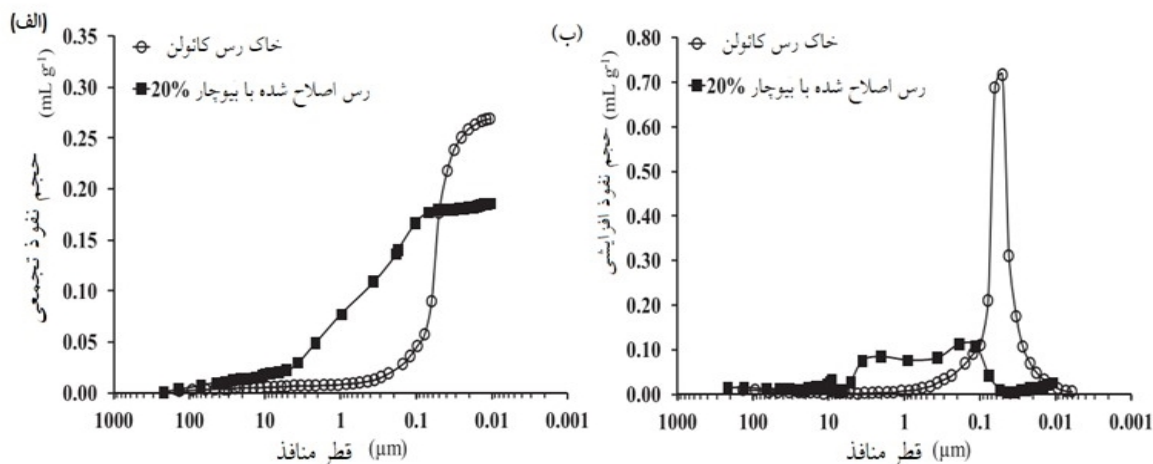 (الف)
خاک رس کائولن
رس اصلاح شده با بیوچار 20%
حجم نفوذ تجمعی (mL g-1)
0.35
0.30
0.25
0.20
0.15
0.10
0.05
0.00
100 10 1 0.1 0.01 0.001
قطر منافذ (µm)
(ب)
خاک رس کائولن
رس اصلاح شده با بیوچار 20%
حجم نفوذ افزایشی (mL g-1)
0.80
0.70
0.60
0.50
0.40
0.30
0.20
0.10
0.00
1000 100 10 1 0.1 0.01 0.001
قطر منافذ (µm)